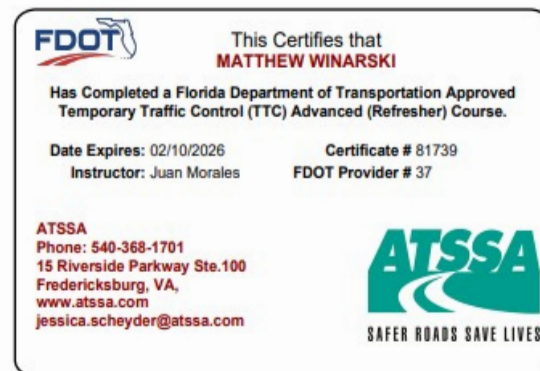 FDOT
This Certifies that
MATTHEW WINARSKI
Has Completed a Florida Department of Transportation Approved
Temporary Traffic Control (TTC) Advanced (Refresher) Course.
Date Expires: 02/10/2026 Certificate # 81739
Instructor: Juan Morales FDOT Provider # 37
ATSSA
Phone: 540-368-1701
15 Riverside Parkway Ste.100
Fredericksburg, VA,
www.atssa.com
jessica.scheyder@atssa.com
ATSSA
SAFER ROADS SAVE LIVES